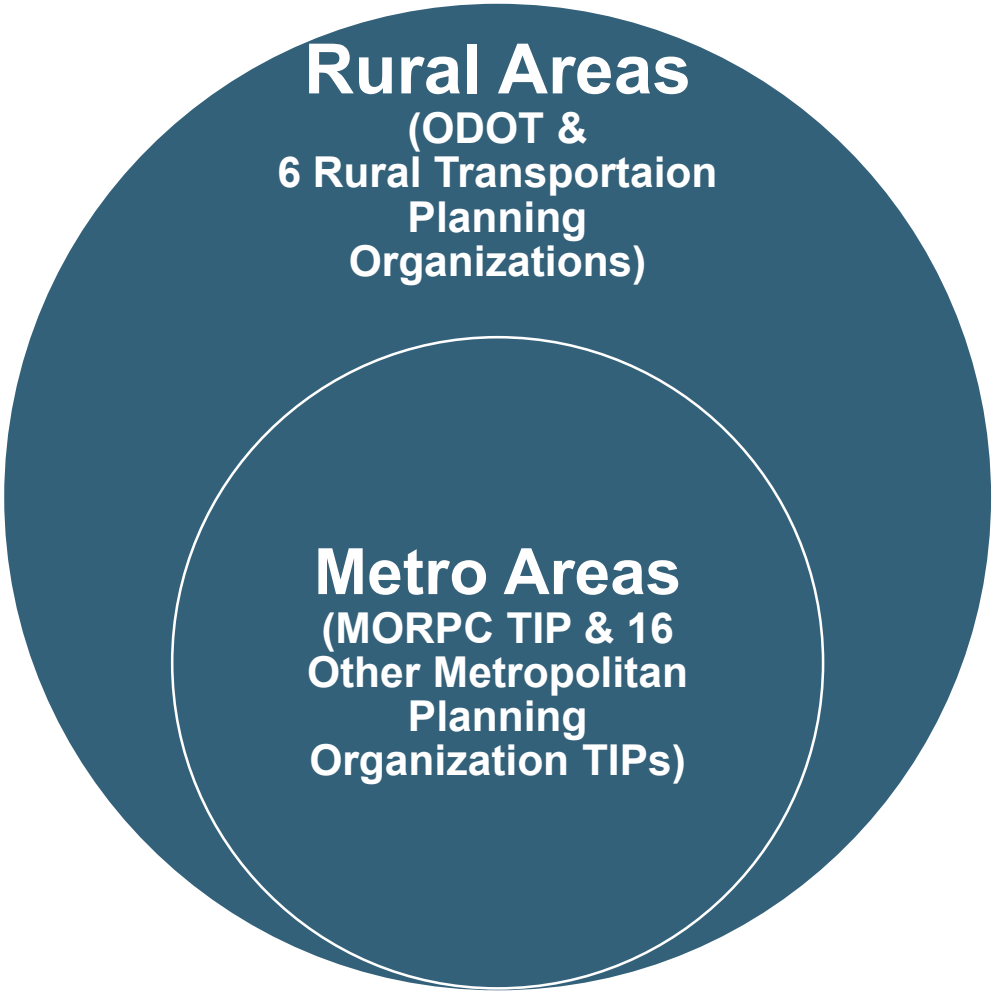 Rural Areas
(ODOT &
6 Rural Transportaion
Planning
Organizations)
Metro Areas
(MORPC TIP & 16
Other Metropolitan
Planning
Organization TIPs)